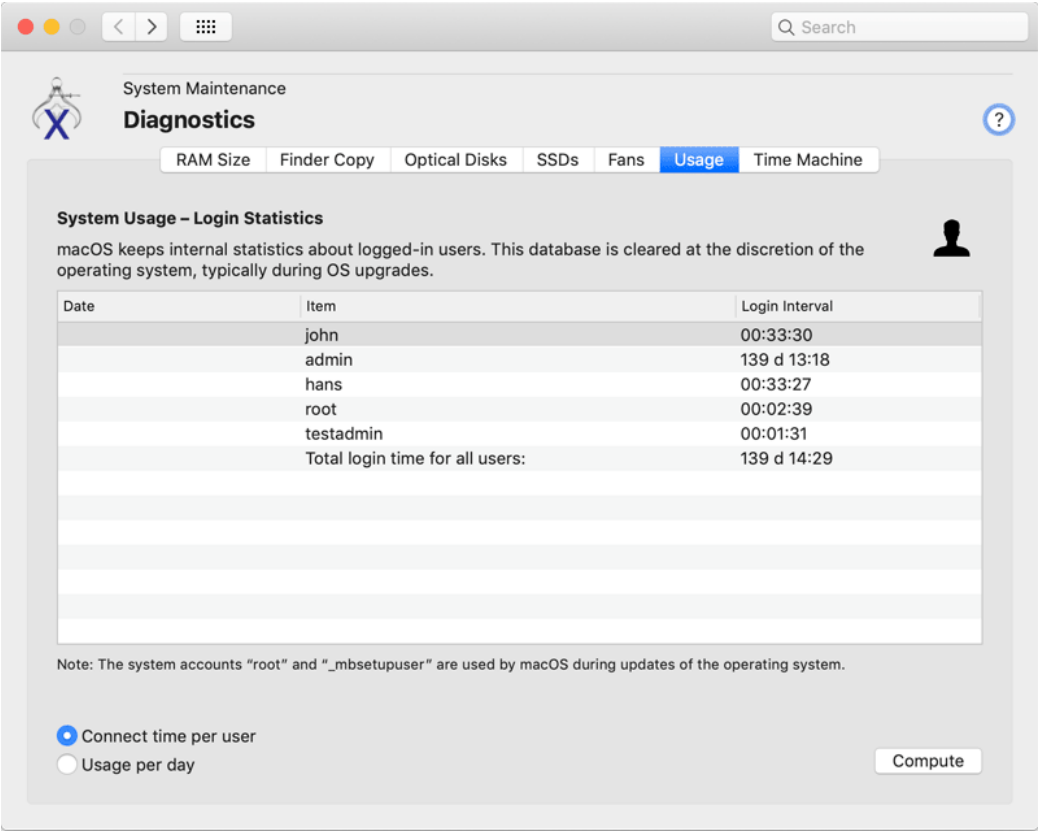 Search
System Maintenance
Diagnostics
?
RAM Size Finder Copy Optical Disks SSDs Fans Usage Time Machine
System Usage – Login Statistics
macOS keeps internal statistics about logged-in users. This database is cleared at the discretion of the
operating system, typically during OS upgrades.
Date Item Login Interval
john 00:33:30
admin 139 d 13:18
hans 00:33:27
root 00:02:39
testadmin 00:01:31
Total login time for all users: 139 d 14:29
Note: The system accounts “root” and “_mbsetupuser” are used by macOS during updates of the operating system.
Connect time per user
Usage per day
Compute